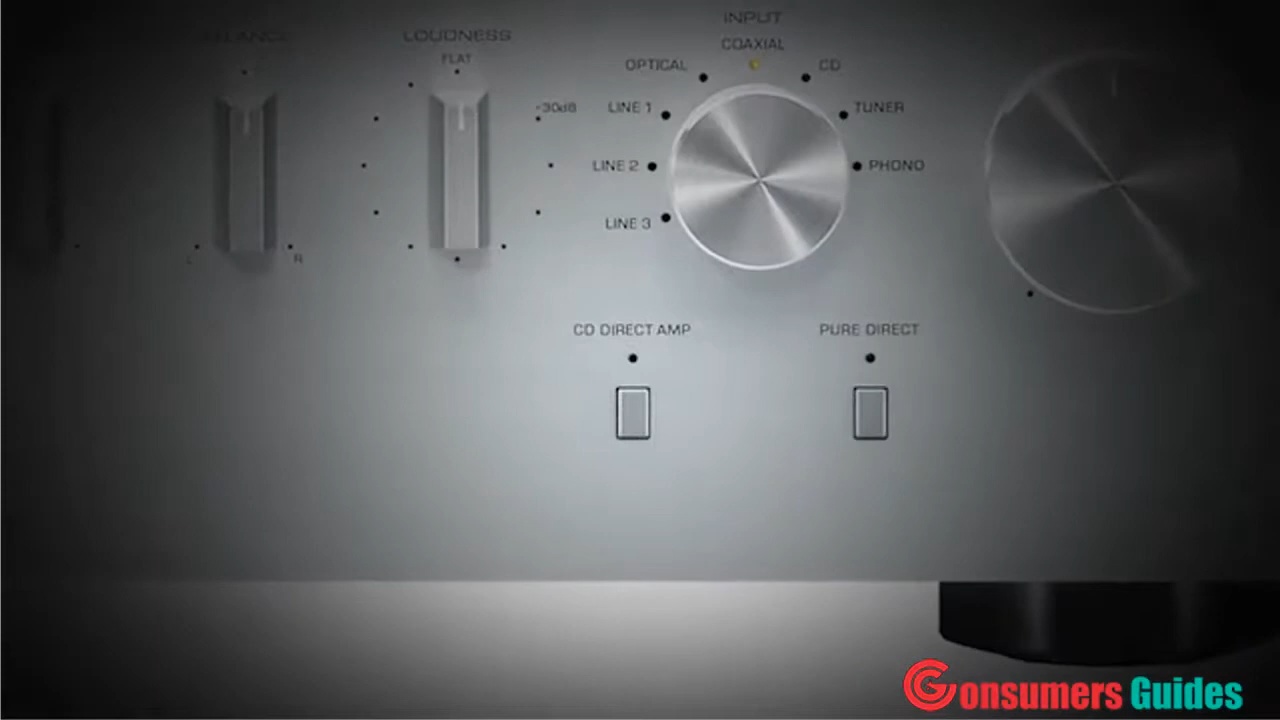 BALANCE
LOUDNESS
FLAT
-30dB
L
R
INPUT
COAXIAL
OPTICAL
CD
LINE 1
TUNER
LINE 2
PHONO
LINE 3
CD DIRECT AMP
PURE DIRECT
Consumers Guides